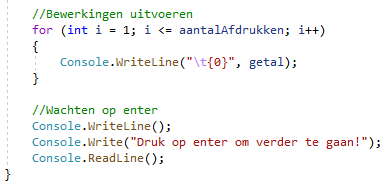 //Bewerkingen uitvoeren
for (int i = 1; i <= aantalAfdrukken; i++)
{
Console.WriteLine("\t{0}", getal);
}
//Wachten op enter
Console.WriteLine();
Console.Write("Druk op enter om verder te gaan!");
Console.ReadLine();
}